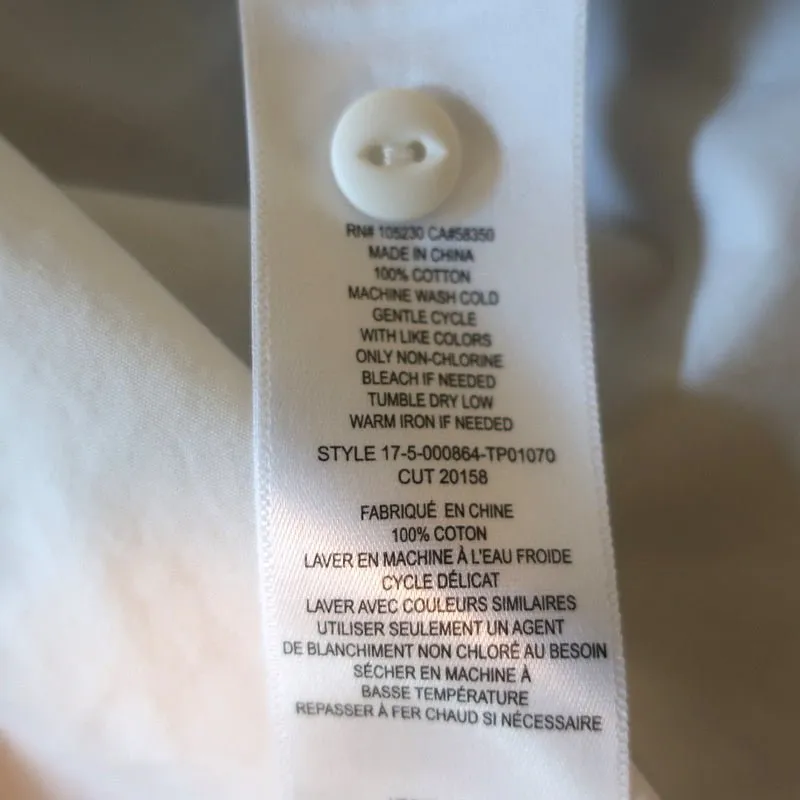 RN# 105230 CA#58350
MADE IN CHINA
100% COTTON
MACHINE WASH COLD
GENTLE CYCLE
WITH LIKE COLORS
ONLY NON-CHLORINE
BLEACH IF NEEDED
TUMBLE DRY LOW
WARM IRON IF NEEDED
STYLE 17-5-000864-TP01070
CUT 20158
FABRIQUÉ EN CHINE
100% COTON
LAVER EN MACHINE À L'EAU FROIDE
CYCLE DÉLICAT
LAVER AVEC COULEURS SIMILAIRES
UTILISER SEULEMENT UN AGENT
DE BLANCHIMENT NON CHLORÉ AU BESOIN
SÉCHER EN MACHINE À
BASSE TEMPÉRATURE
REPASSER À FER CHAUD SI NÉCESSAIRE